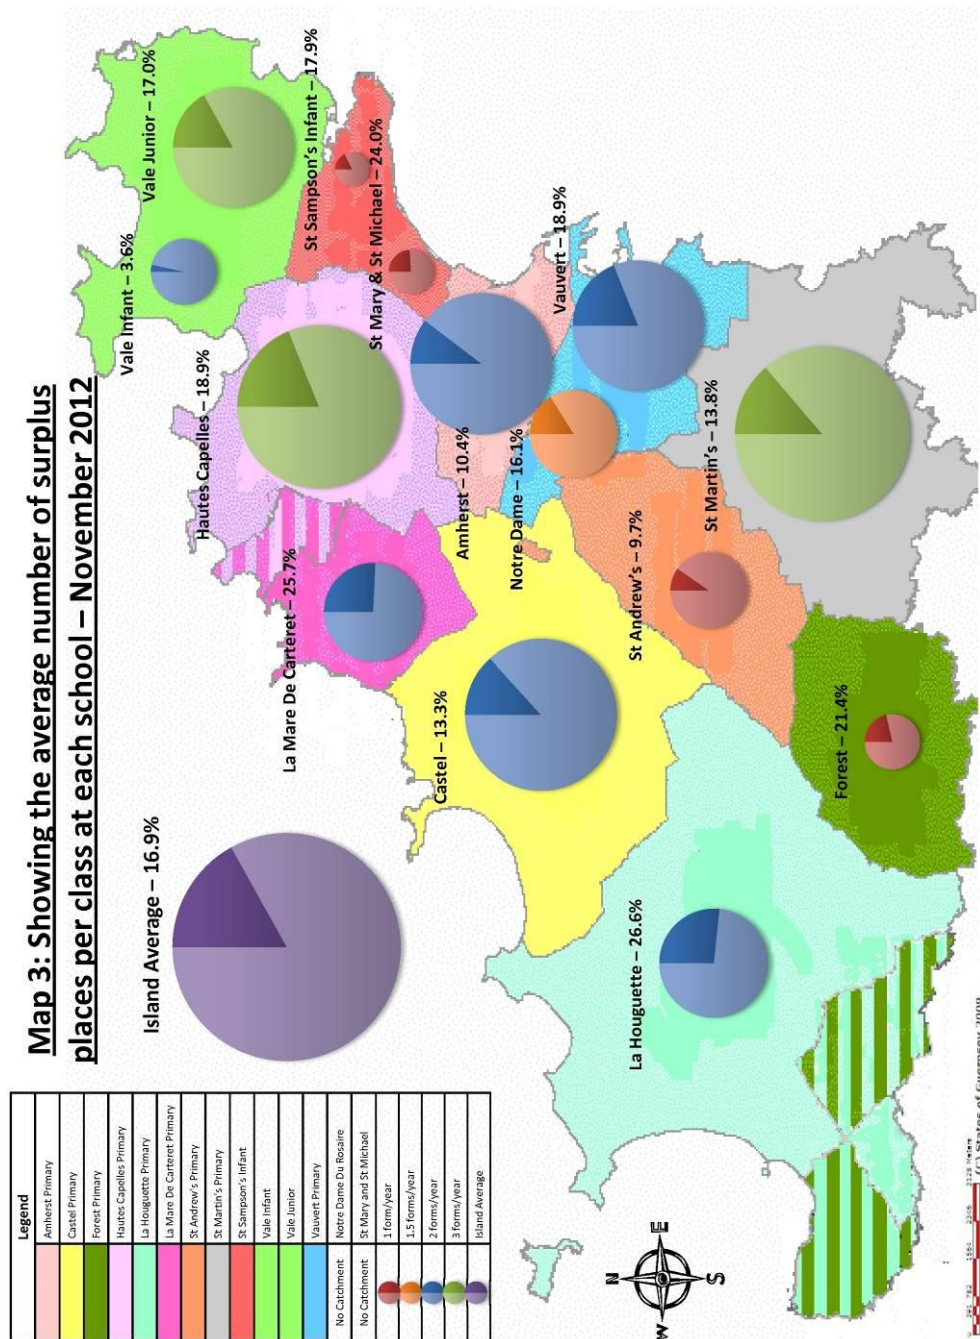 Map 3: Showing the average number of surplus
places per class at each school – November 2012
Legend
Amherst Primary
Castel Primary
Forest Primary
Hautes Capelles Primary
La Houguette Primary
La Mare De Carteret Primary
St Andrew's Primary
St Martin's Primary
St Sampson's Infant
Vale Infant
Vale Junior
Vauvert Primary
No Catchment Notre Dame Du Rosaire
No Catchment St Mary and St Michael
1 form/year
1.5 forms/year
2 forms/year
3 forms/year
Island Average
Island Average – 16.9%
Vale Infant – 3.6%
Vale Junior – 17.0%
Hautes Capelles – 18.9%
St Sampson's Infant – 17.9%
St Mary & St Michael – 24.0%
La Mare De Carteret – 25.7%
Castel – 13.3%
Amherst – 10.4%
Notre Dame – 16.1%
Vauvert – 18.9%
La Houguette – 26.6%
St Andrew's – 9.7%
St Martin's – 13.8%
Forest – 21.4%
N
W
E
S
(c) States of Guernsey, 2009